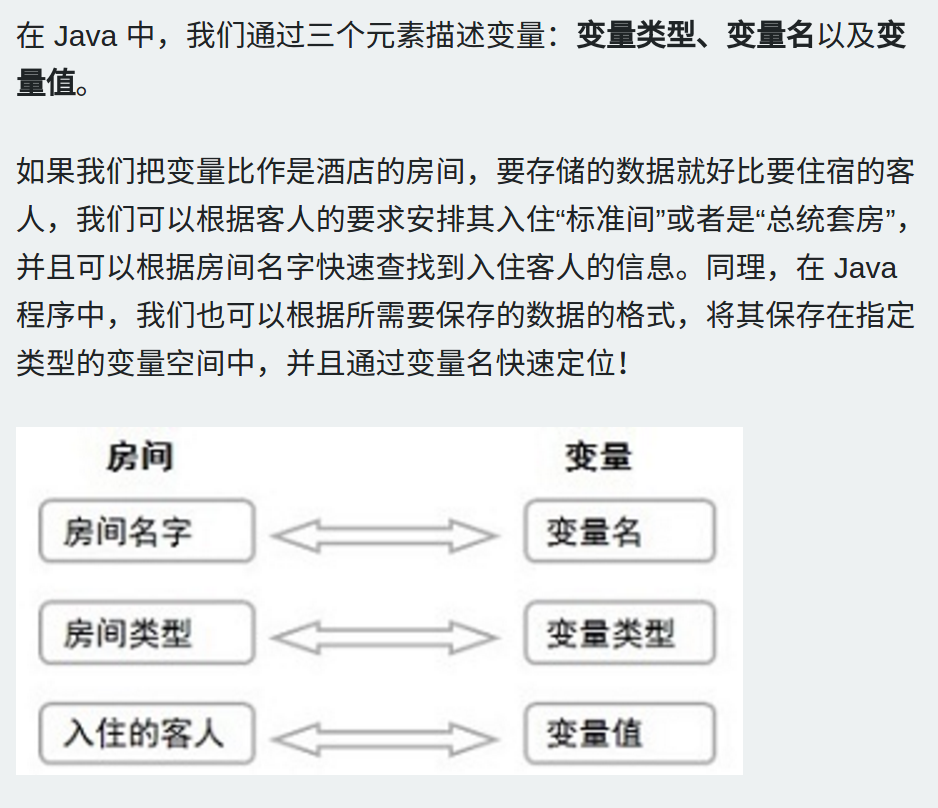 在 Java 中，我们通过三个元素描述变量：变量类型、变量名以及变
量值。
如果我们把变量比作是酒店的房间，要存储的数据就好比要住宿的客
人，我们可以根据客人的要求安排其入住“标准间”或者是“总统套房”，
并且可以根据房间名字快速查找到入住客人的信息。同理，在 Java
程序中，我们也可以根据所需要保存的数据的格式，将其保存在指定
类型的变量空间中，并且通过变量名快速定位！
房间 变量
房间名字 变量名
房间类型 变量类型
入住的客人 变量值